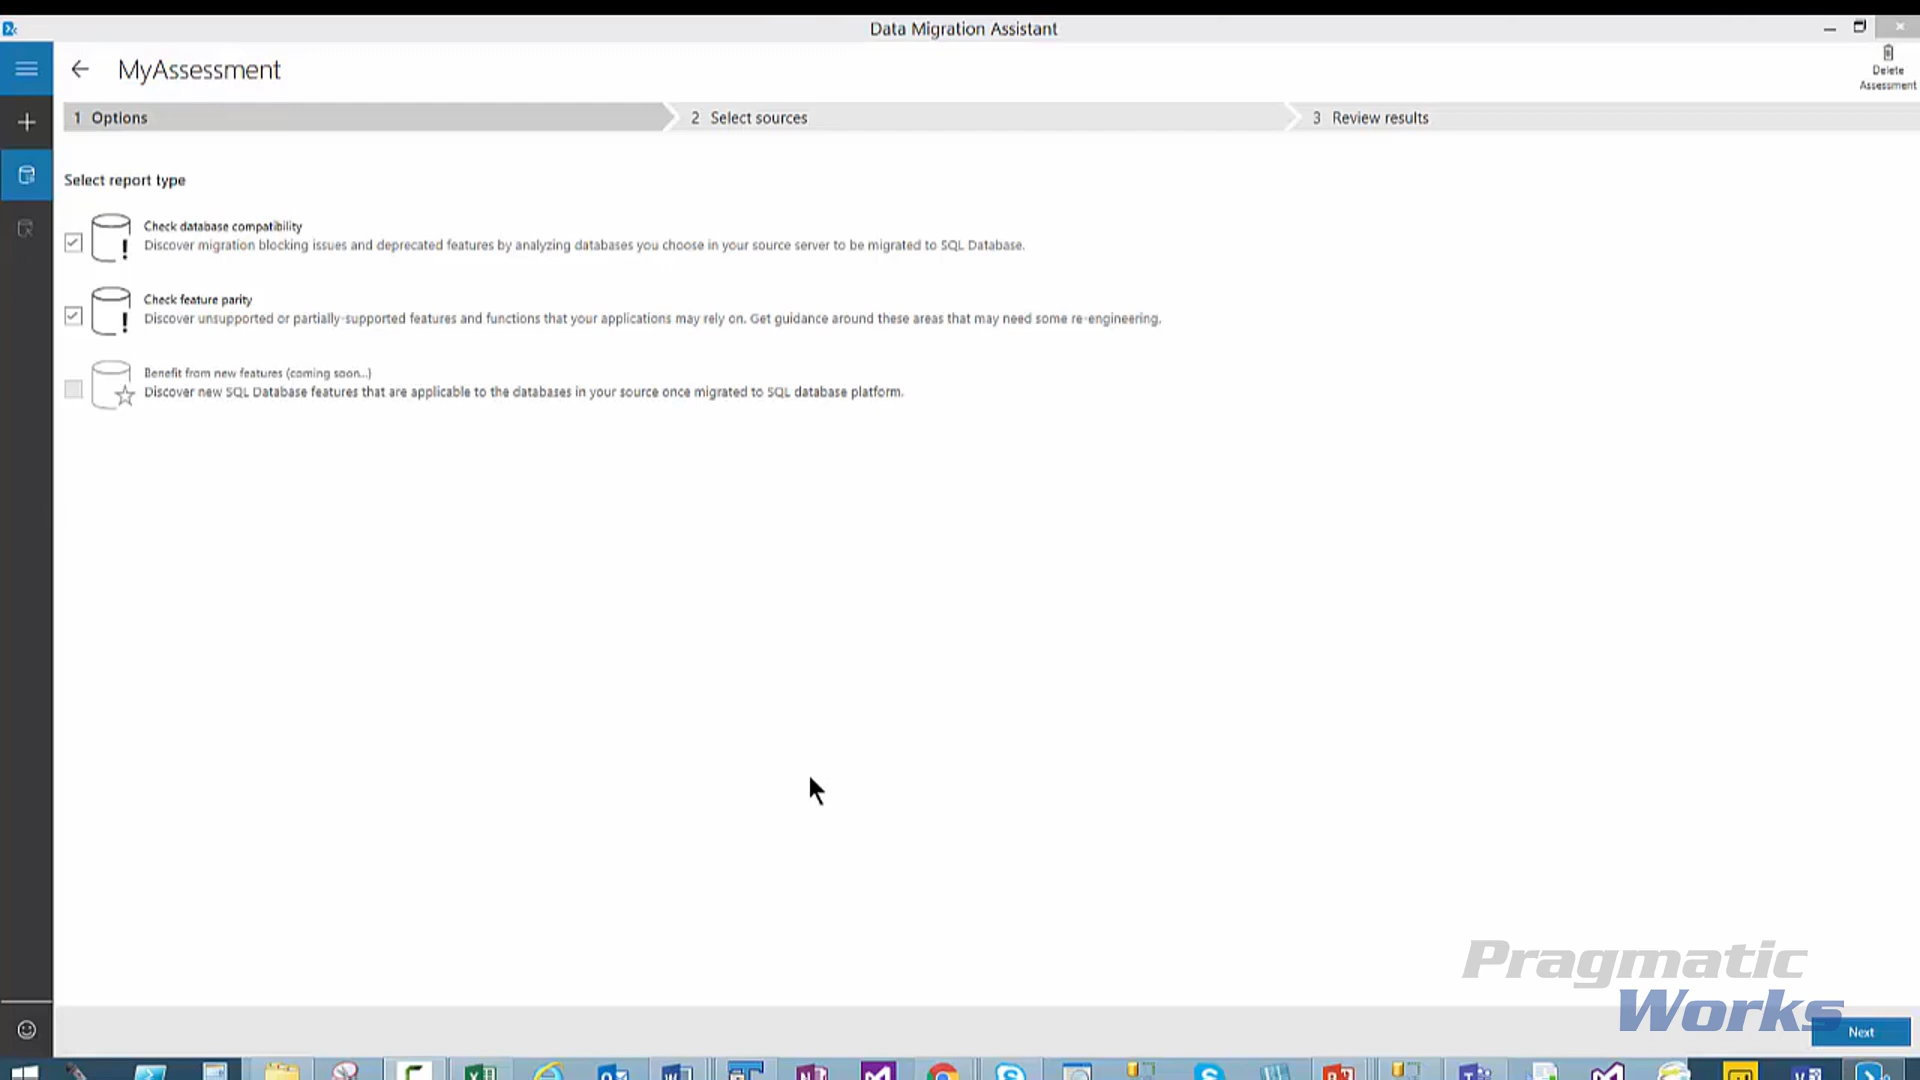 Data Migration Assistant
MyAssessment
Delete
Assessment
1 Options
2 Select sources
3 Review results
Select report type
Check database compatibility
Discover migration blocking issues and deprecated features by analyzing databases you choose in your source server to be migrated to SQL Database.
Check feature parity
Discover unsupported or partially-supported features and functions that your applications may rely on. Get guidance around these areas that may need some re-engineering.
Benefit from new features (coming soon...)
Discover new SQL Database features that are applicable to the databases in your source once migrated to SQL database platform.
Pragmatic
Works
Next